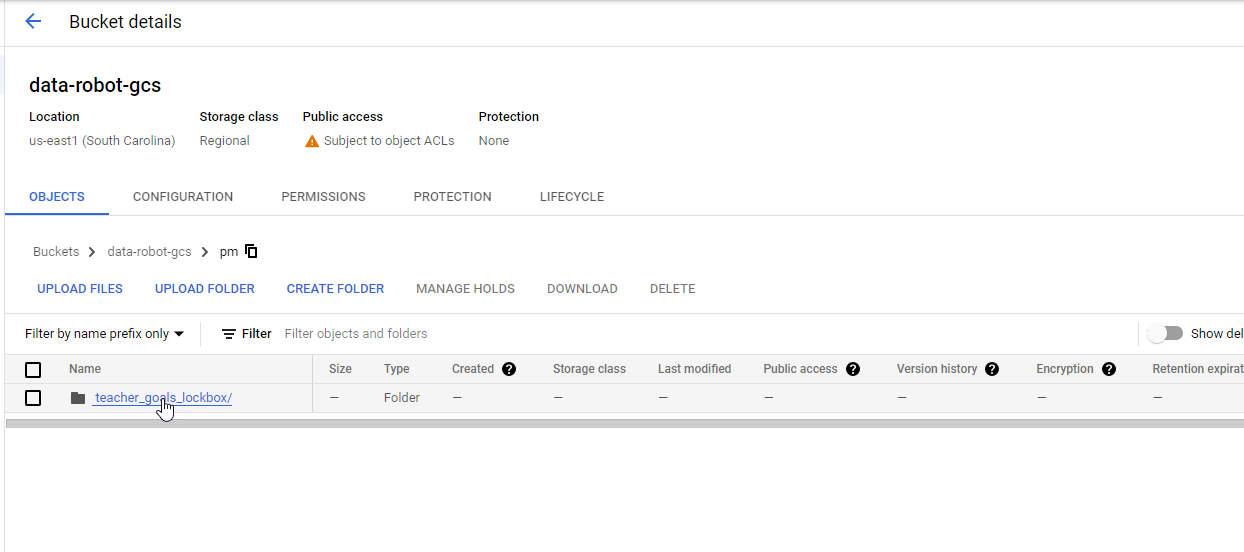 Bucket details
data-robot-gcs
Location Storage class Public access Protection
us-east1 (South Carolina) Regional Subject to object ACLs None
OBJECTS CONFIGURATION PERMISSIONS PROTECTION LIFECYCLE
Buckets > data-robot-gcs > pm
UPLOAD FILES UPLOAD FOLDER CREATE FOLDER MANAGE HOLDS DOWNLOAD DELETE
Filter by name prefix only Filter Filter objects and folders Show del
Name Size Type Created ? Storage class Last modified Public access ? Version history ? Encryption ? Retention expirat
teacher_goals_lockbox/ — Folder — — — — — — —